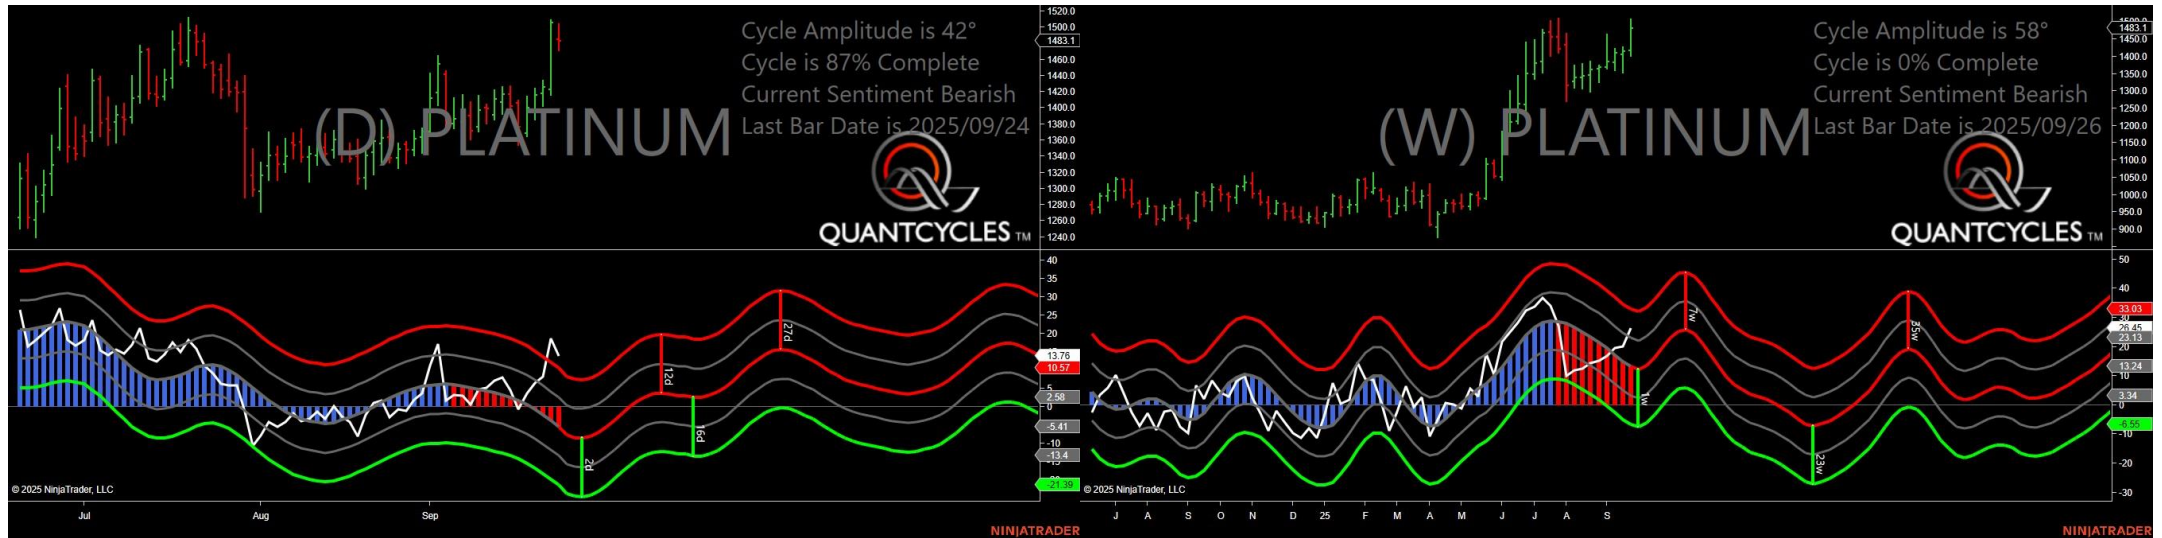 Cycle Amplitude is 42°
Cycle is 87% Complete
Current Sentiment Bearish
Last Bar Date is 2025/09/24
(D) PLATINUM
QUANTCYCLES TM
1520.0
1500.0
1483.1
1460.0
1440.0
1420.0
1400.0
1380.0
1360.0
1340.0
1320.0
1300.0
1280.0
1260.0
1240.0
40
35
30
25
20
13.76
10.57
5
2.58
0
-5.41
-10
-13.4
-21.39
12d
27d
16d
2d
© 2025 NinjaTrader, LLC
Jul
Aug
Sep
NINJATRADER
Cycle Amplitude is 58°
Cycle is 0% Complete
Current Sentiment Bearish
Last Bar Date is 2025/09/26
(W) PLATINUM
QUANTCYCLES TM
1483.1
1450.0
1400.0
1350.0
1300.0
1250.0
1200.0
1150.0
1100.0
1050.0
1000.0
950.0
900.0
50
40
33.03
30
26.45
23.13
20
13.24
10
3.34
0
-6.55
-10
-20
-30
7w
35w
1w
23w
© 2025 NinjaTrader, LLC
J
A
S
O
N
D
25
F
M
A
M
J
J
A
S
NINJATRADER